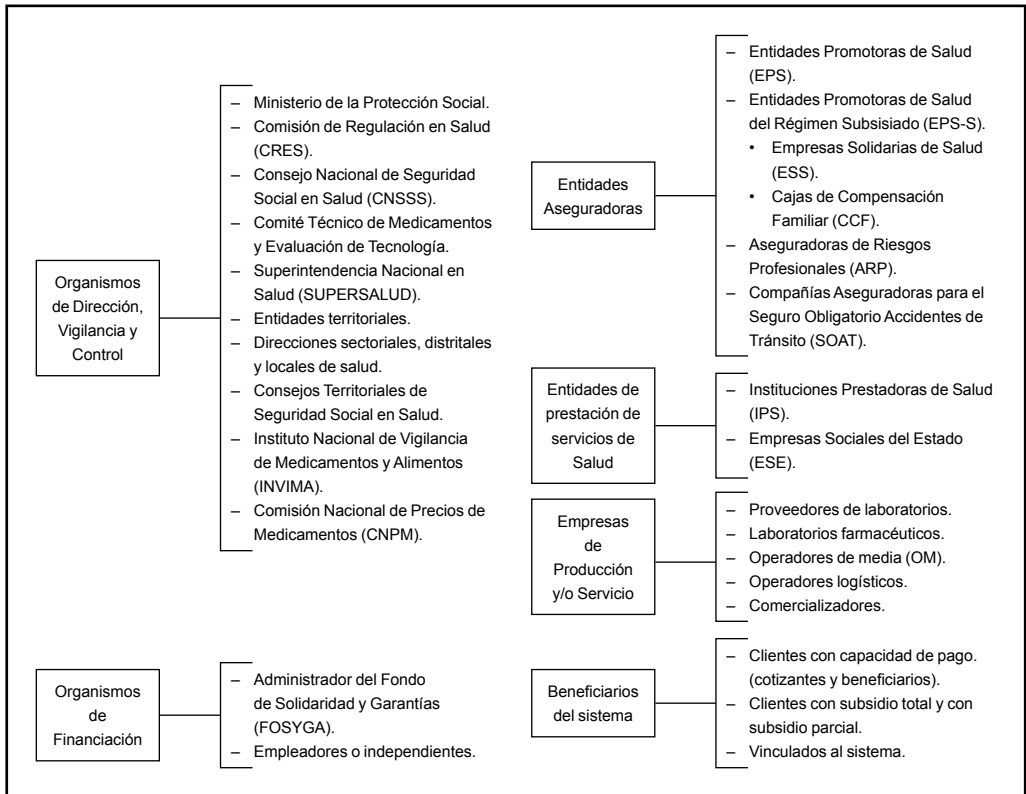 Organismos
de Dirección,
Vigilancia y
Control
– Ministerio de la Protección Social.
– Comisión de Regulación en Salud
(CRES).
– Consejo Nacional de Seguridad
Social en Salud (CNSSS).
– Comité Técnico de Medicamentos
y Evaluación de Tecnología.
– Superintendencia Nacional en
Salud (SUPERSALUD).
– Entidades territoriales.
– Direcciones sectoriales, distritales
y locales de salud.
– Consejos Territoriales de
Seguridad Social en Salud.
– Instituto Nacional de Vigilancia
de Medicamentos y Alimentos
(INVIMA).
– Comisión Nacional de Precios de
Medicamentos (CNPM).
Organismos
de
Financiación
– Administrador del Fondo
de Solidaridad y Garantías
(FOSYGA).
– Empleadores o independientes.
Entidades
Aseguradoras
– Entidades Promotoras de Salud
(EPS).
– Entidades Promotoras de Salud
del Régimen Subsisiado (EPS-S).
• Empresas Solidarias de Salud
(ESS).
• Cajas de Compensación
Familiar (CCF).
– Aseguradoras de Riesgos
Profesionales (ARP).
– Compañías Aseguradoras para el
Seguro Obligatorio Accidentes de
Tránsito (SOAT).
Entidades de
prestación de
servicios de
Salud
– Instituciones Prestadoras de Salud
(IPS).
– Empresas Sociales del Estado
(ESE).
Empresas
de
Producción
y/o Servicio
– Proveedores de laboratorios.
– Laboratorios farmacéuticos.
– Operadores de media (OM).
– Operadores logísticos.
– Comercializadores.
Beneficiarios
del sistema
– Clientes con capacidad de pago.
(cotizantes y beneficiarios).
– Clientes con subsidio total y con
subsidio parcial.
– Vinculados al sistema.